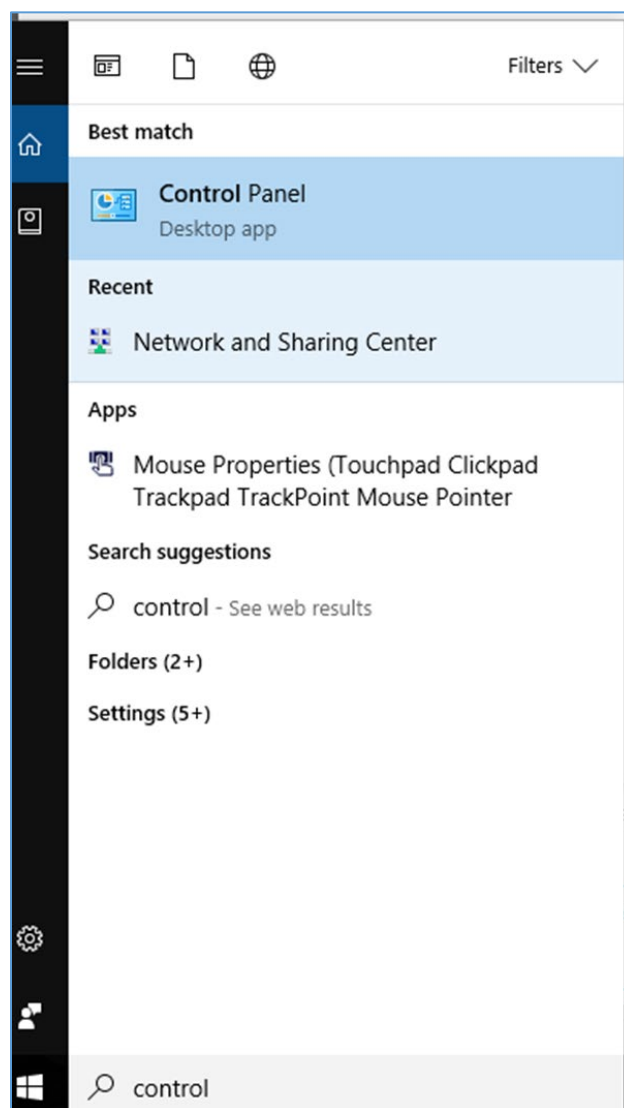 Filters
Best match
Control Panel
Desktop app
Recent
Network and Sharing Center
Apps
Mouse Properties (Touchpad Clickpad
Trackpad TrackPoint Mouse Pointer
Search suggestions
control - See web results
Folders (2+)
Settings (5+)
control